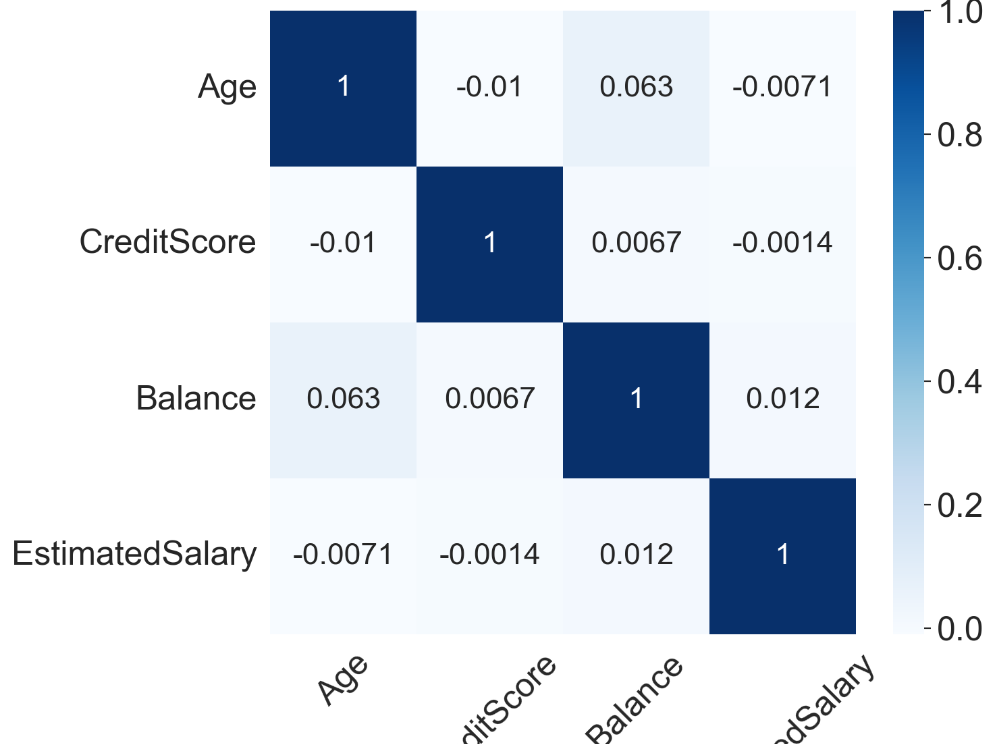 Age 1 -0.01 0.063 -0.0071
CreditScore -0.01 1 0.0067 -0.0014
Balance 0.063 0.0067 1 0.012
EstimatedSalary -0.0071 -0.0014 0.012 1
Age ditScore Balance edSalary
1.0
0.8
0.6
0.4
0.2
0.0